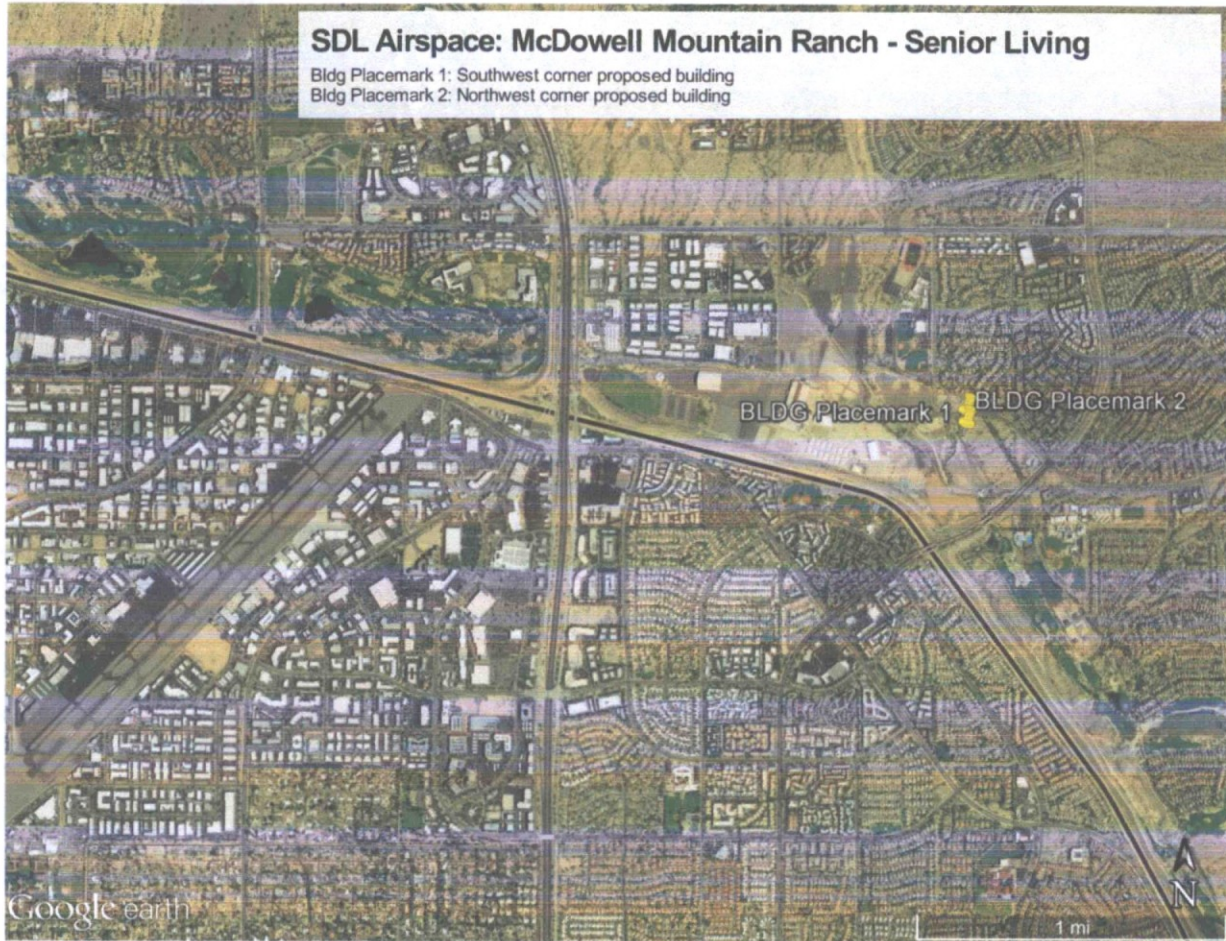 SDL Airspace: McDowell Mountain Ranch - Senior Living
Bldg Placemark 1: Southwest corner proposed building
Bldg Placemark 2: Northwest corner proposed building
BLDG Placemark 1
BLDG Placemark 2
N
Google earth
1 mi